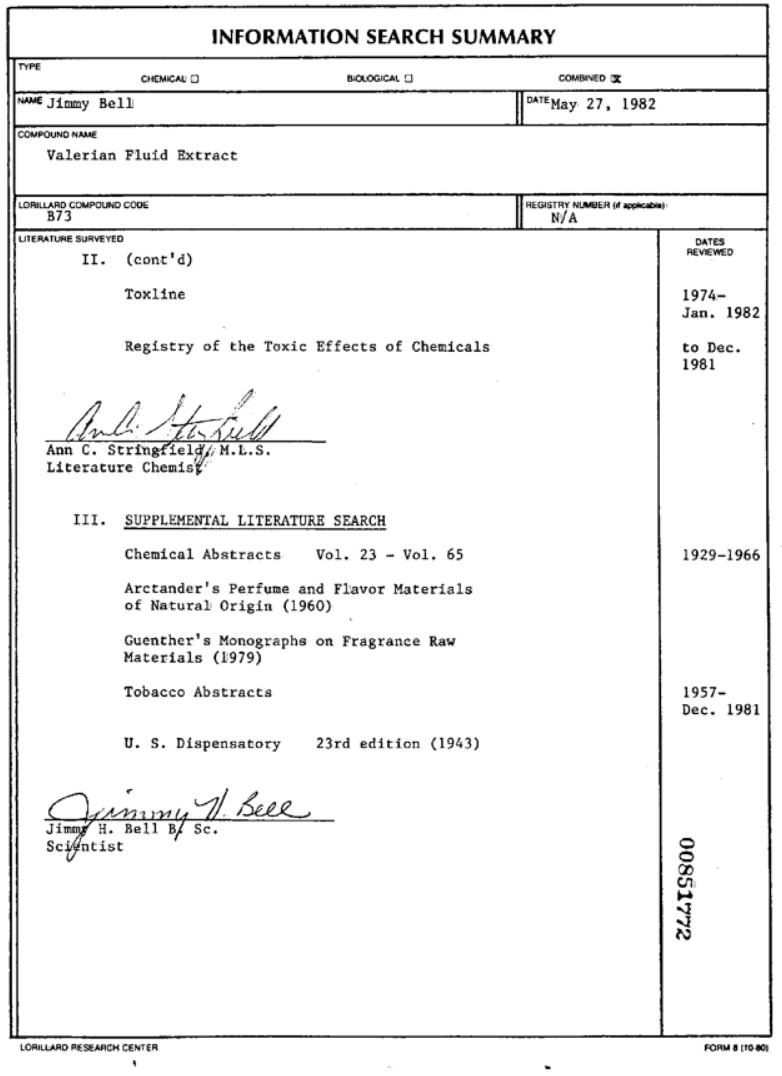 INFORMATION SEARCH SUMMARY
TYPE
CHEMICAL ☐ BIOLOGICAL ☐ COMBINED ☒
NAME Jimmy Bell
DATE May 27, 1982
COMPOUND NAME
Valerian Fluid Extract
LORILLARD COMPOUND CODE
B73
REGISTRY NUMBER (if applicable)
N/A
LITERATURE SURVEYED
DATES
REVIEWED
II. (cont'd)
Toxline 1974-
Jan. 1982
Registry of the Toxic Effects of Chemicals to Dec.
1981
Ann C. Stringfield
Ann C. Stringfield, M.L.S.
Literature Chemist
III. SUPPLEMENTAL LITERATURE SEARCH
Chemical Abstracts Vol. 23 - Vol. 65 1929-1966
Arctander's Perfume and Flavor Materials
of Natural Origin (1960)
Guenther's Monographs on Fragrance Raw
Materials (1979)
Tobacco Abstracts 1957-
Dec. 1981
U. S. Dispensatory 23rd edition (1943)
Jimmy H. Bell
Jimmy H. Bell B. Sc.
Scientist
00851772
LORILLARD RESEARCH CENTER
FORM 8 (10-80)